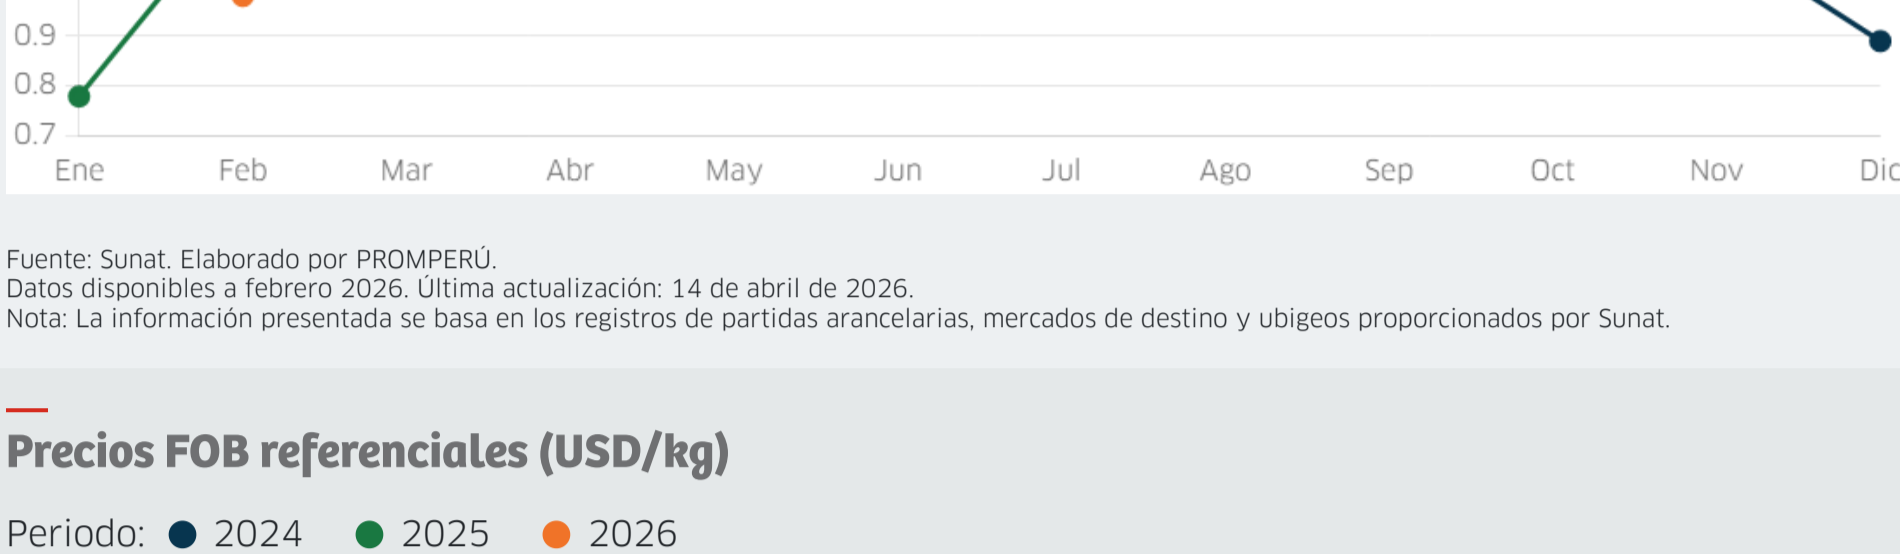 0.9
0.8
0.7
Ene Feb Mar Abr May Jun Jul Ago Sep Oct Nov Dic
Fuente: Sunat. Elaborado por PROMPERÚ.
Datos disponibles a febrero 2026. Última actualización: 14 de abril de 2026.
Nota: La información presentada se basa en los registros de partidas arancelarias, mercados de destino y ubigeos proporcionados por Sunat.
Precios FOB referenciales (USD/kg)
Periodo: 2024 2025 2026